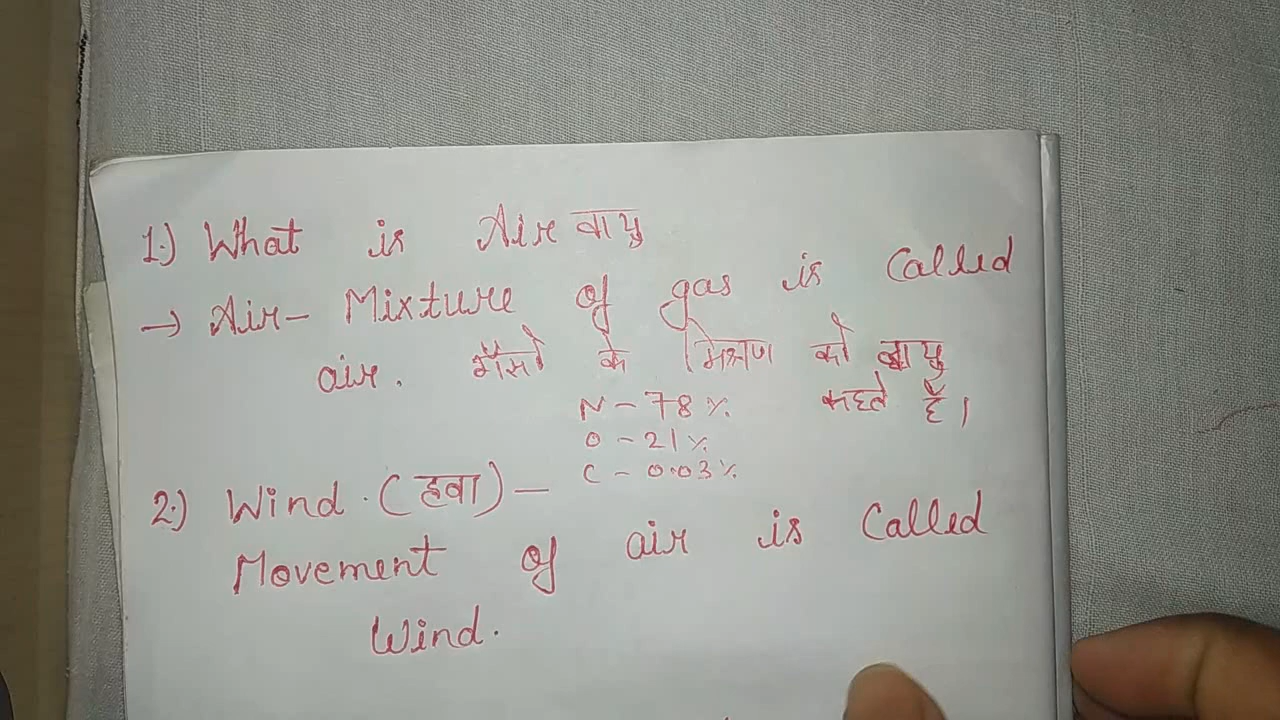 1.) What is Air वायु
→ Air- Mixture of gas is called
air. गैसो के मिश्रण को वायु
कहते हैं।
N - 78%
O - 21%
C - 0.03%
2.) Wind. (हवा) -
Movement of air is called
Wind.